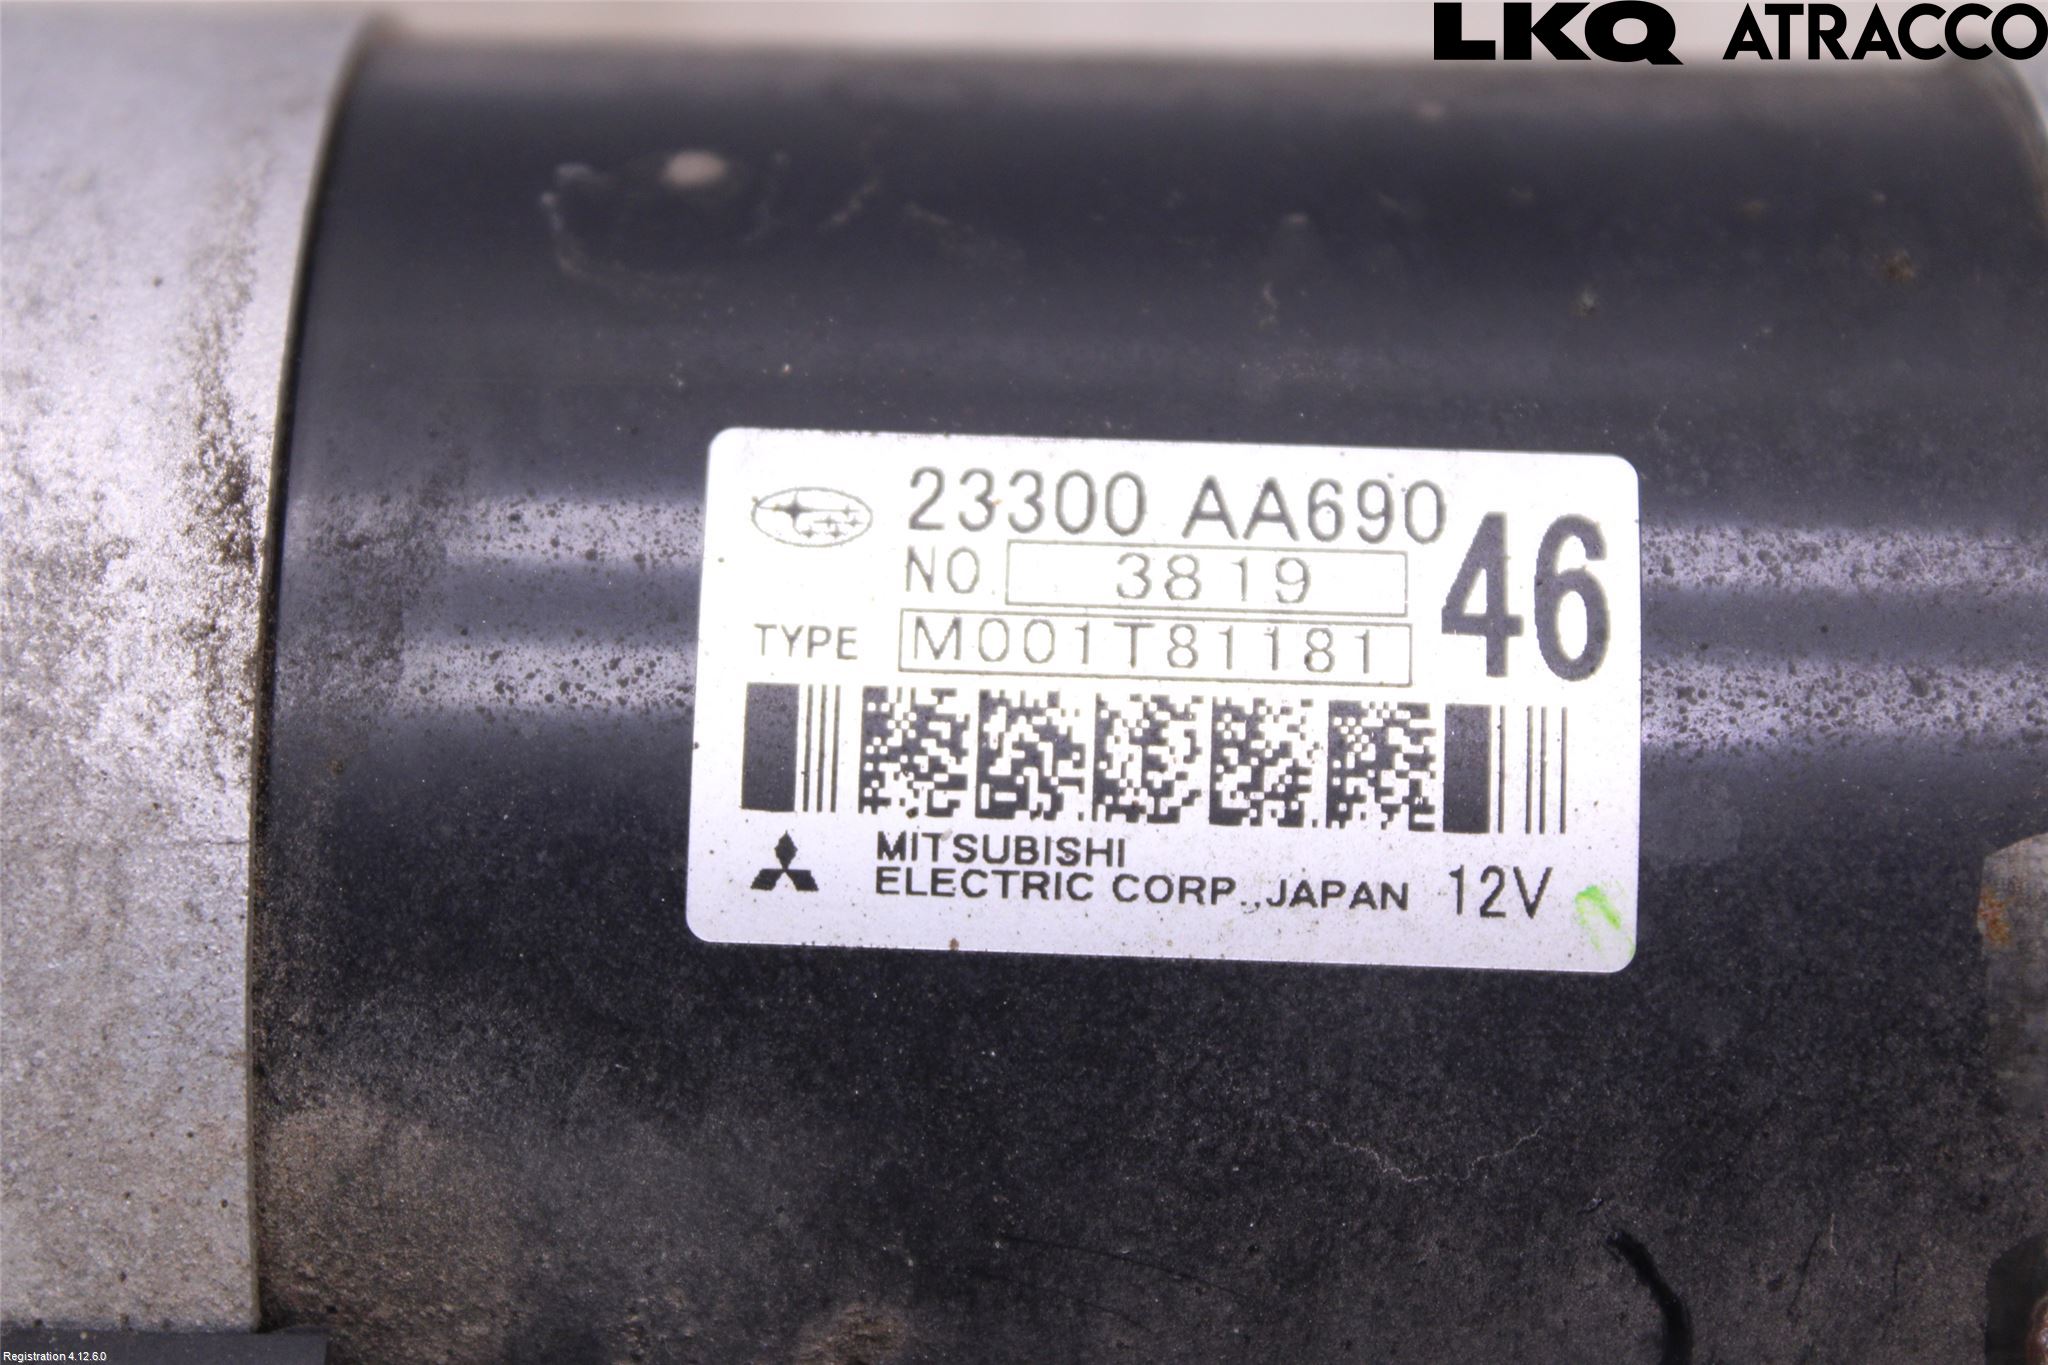 LKQ ATRACCO
23300 AA690
46
NO. 3819
TYPE M001T81181
MITSUBISHI
ELECTRIC CORP., JAPAN 12V
Registration 4.12.6.0